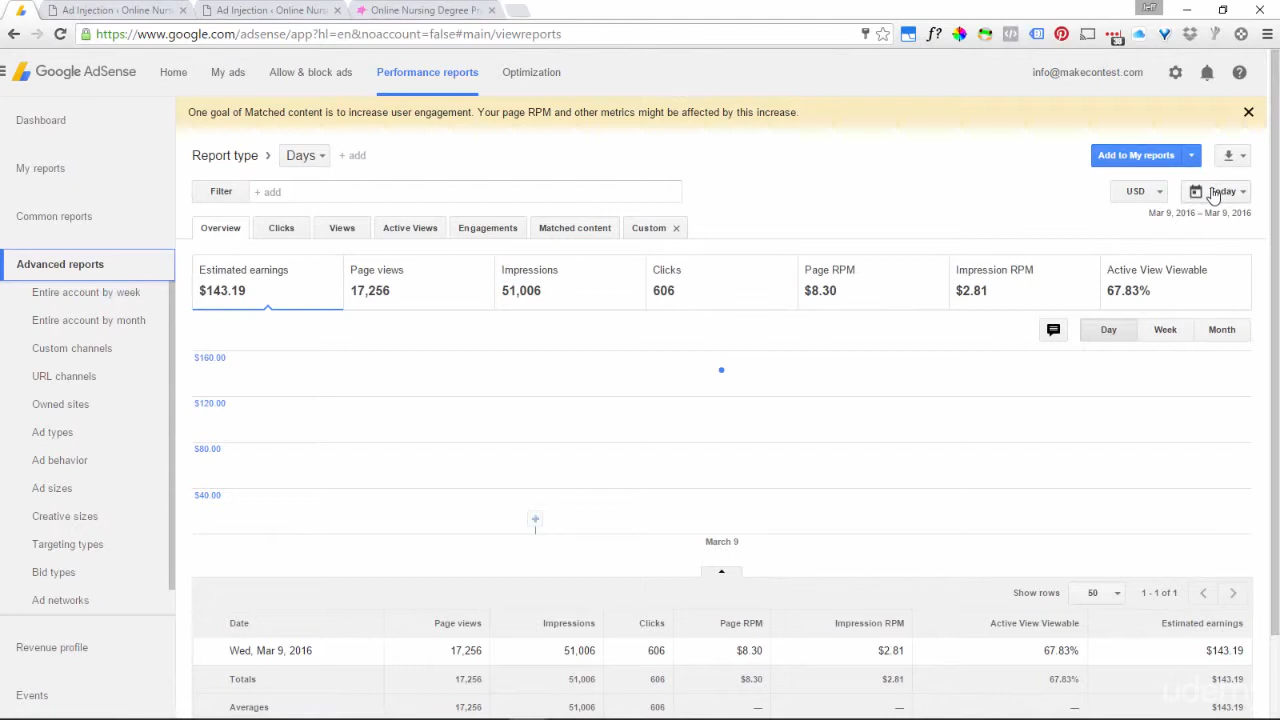 Ad Injection ‹ Online Nurs
Ad Injection ‹ Online Nurs
Online Nursing Degree Pr
https://www.google.com/adsense/app?hl=en&noaccount=false#main/viewreports
Google AdSense
Home
My ads
Allow & block ads
Performance reports
Optimization
info@makecontest.com
One goal of Matched content is to increase user engagement. Your page RPM and other metrics might be affected by this increase.
Dashboard
My reports
Common reports
Advanced reports
Entire account by week
Entire account by month
Custom channels
URL channels
Owned sites
Ad types
Ad behavior
Ad sizes
Creative sizes
Targeting types
Bid types
Ad networks
Revenue profile
Events
Report type › Days + add
Add to My reports
Filter + add
USD
Today
Mar 9, 2016 – Mar 9, 2016
Overview Clicks Views Active Views Engagements Matched content Custom ×
Estimated earnings Page views Impressions Clicks Page RPM Impression RPM Active View Viewable
$143.19 17,256 51,006 606 $8.30 $2.81 67.83%
Day Week Month
$160.00
$120.00
$80.00
$40.00
March 9
Show rows 50 1 - 1 of 1
Date Page views Impressions Clicks Page RPM Impression RPM Active View Viewable Estimated earnings
Wed, Mar 9, 2016 17,256 51,006 606 $8.30 $2.81 67.83% $143.19
Totals 17,256 51,006 606 $8.30 $2.81 67.83% $143.19
Averages 17,256 51,006 606 — — — $143.19
udemy